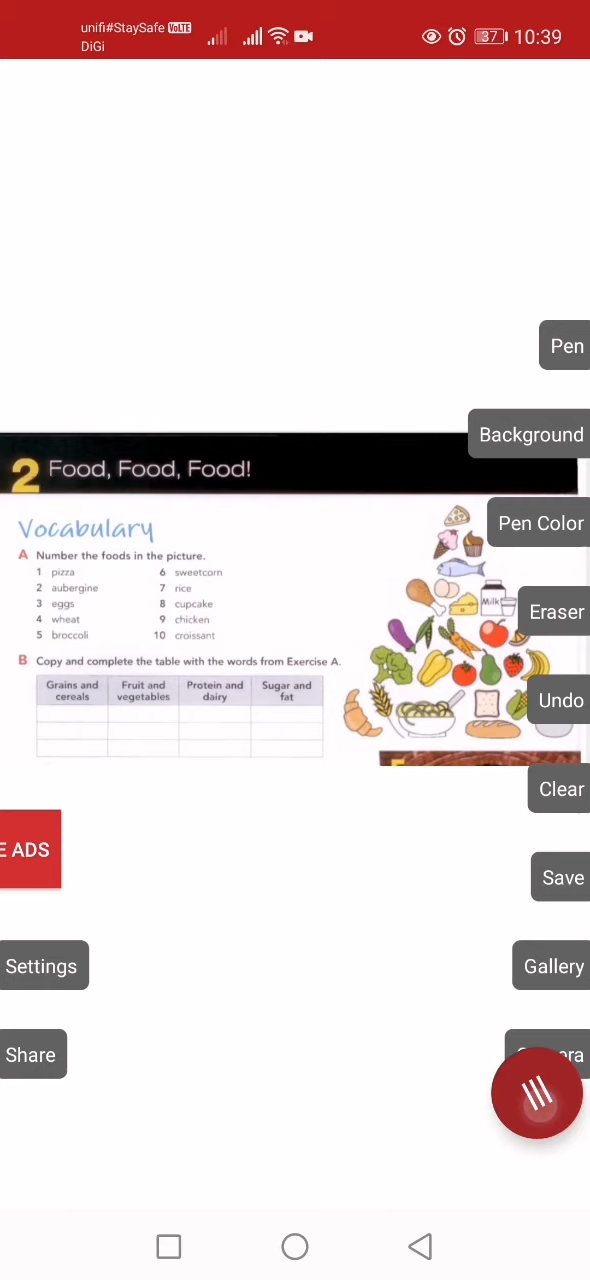 unifi#StaySafe VoLTE
DiGi
37 10:39
Pen
Background
2 Food, Food, Food!
Vocabulary
Pen Color
A Number the foods in the picture.
1 pizza 6 sweetcorn
2 aubergine 7 rice
3 eggs 8 cupcake
4 wheat 9 chicken
5 broccoli 10 croissant
Milk
Eraser
B Copy and complete the table with the words from Exercise A.
Grains and cereals
Fruit and vegetables
Protein and dairy
Sugar and fat
Undo
Clear
E ADS
Save
Settings
Gallery
Share